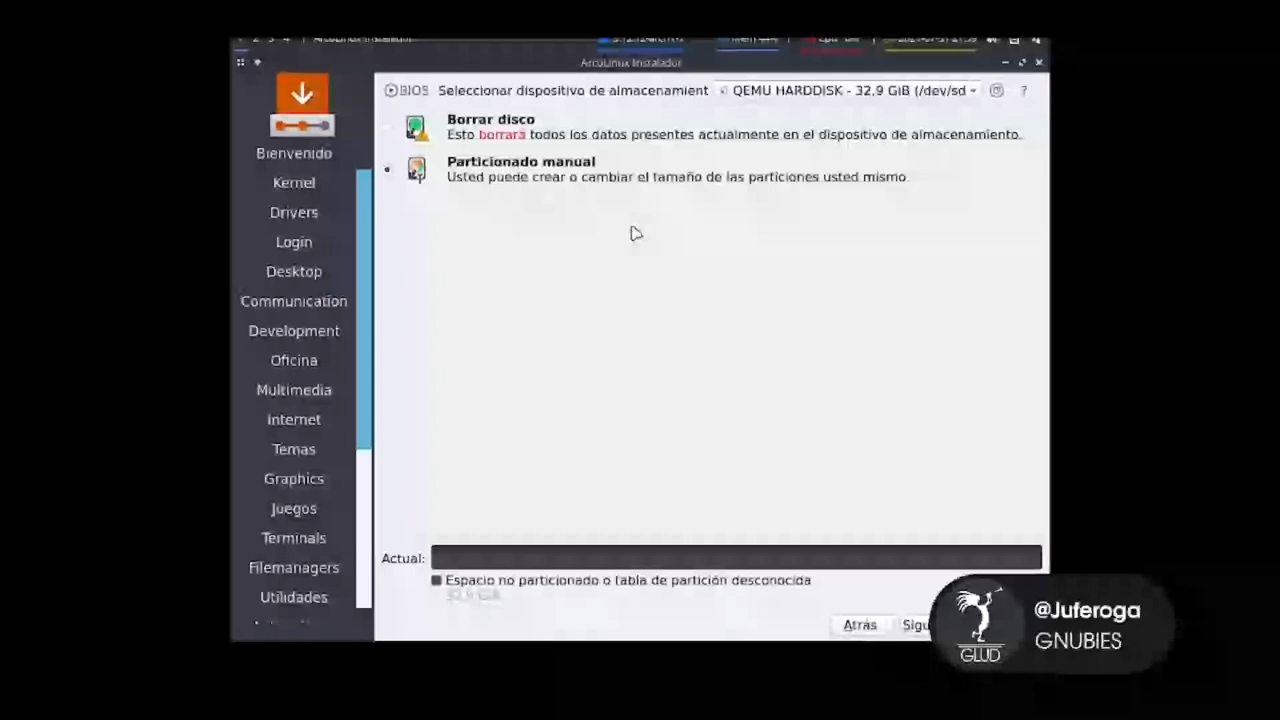 ArcoLinux Instalador
BIOS Seleccionar dispositivo de almacenamient QEMU HARDDISK - 32,9 GiB (/dev/sd ?
Borrar disco
Esto borrará todos los datos presentes actualmente en el dispositivo de almacenamiento.
Particionado manual
Usted puede crear o cambiar el tamaño de las particiones usted mismo.
Bienvenido
Kernel
Drivers
Login
Desktop
Communication
Development
Oficina
Multimedia
Internet
Temas
Graphics
Juegos
Terminals
Filemanagers
Utilidades
Actual:
Espacio no particionado o tabla de partición desconocida
32,9 GiB
Atrás Sigu
@Juferoga
GNUBIES
GLUD